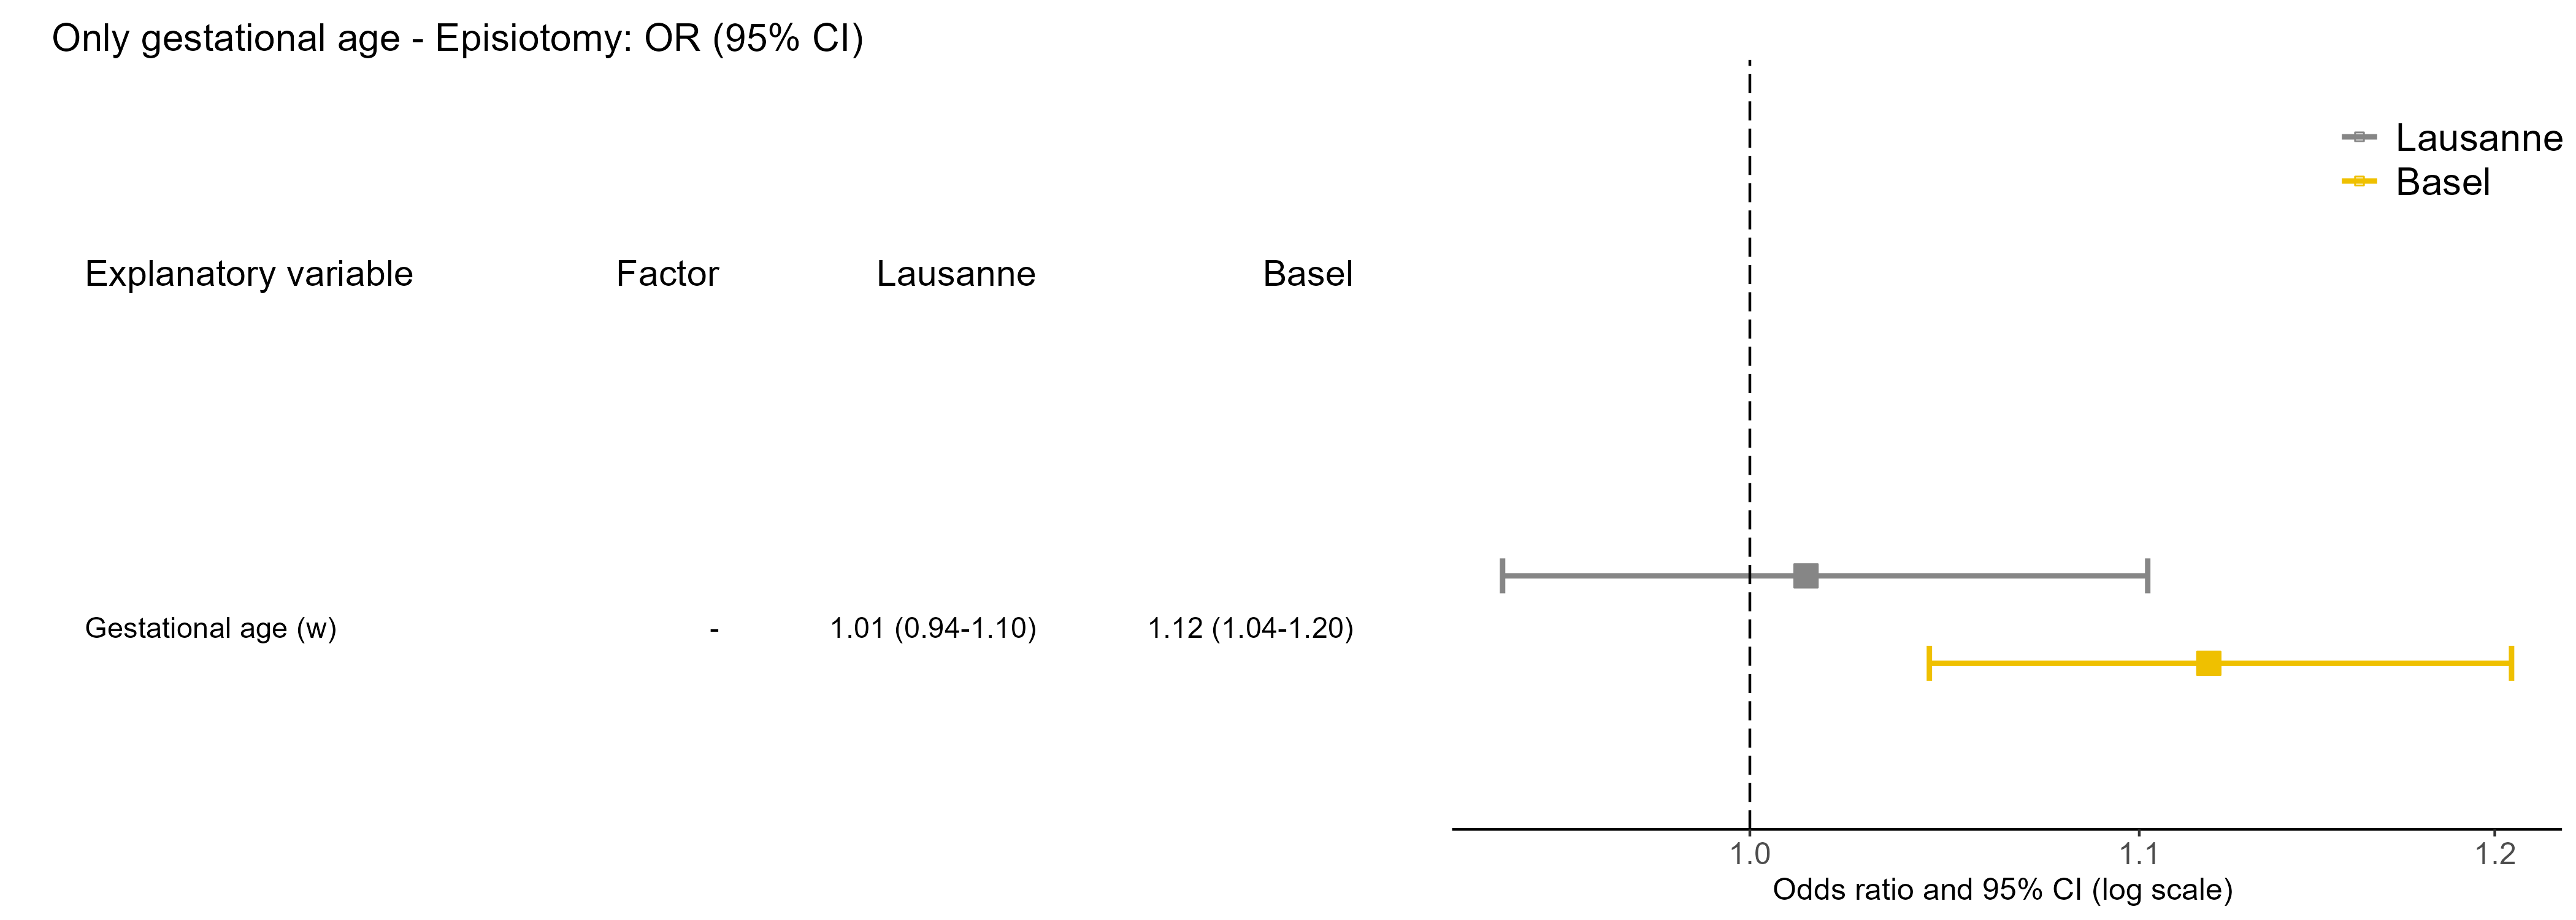 Only gestational age - Episiotomy: OR (95% CI)
Lausanne
Basel
Explanatory variable Factor Lausanne Basel
Gestational age (w) - 1.01 (0.94-1.10) 1.12 (1.04-1.20)
1.0 1.1 1.2
Odds ratio and 95% CI (log scale)